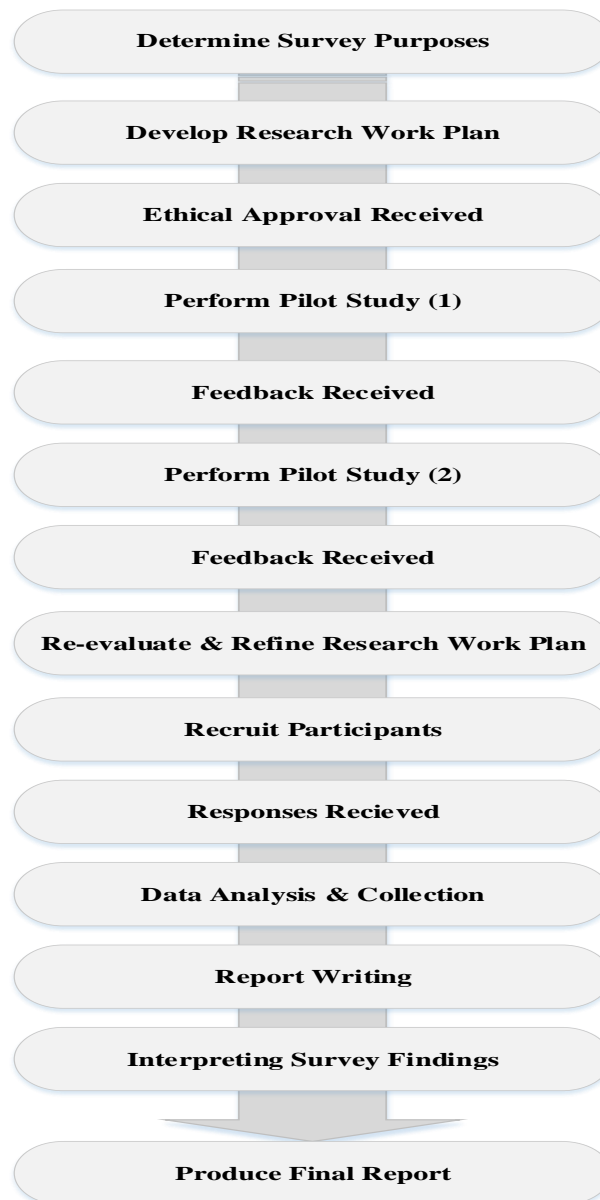 Determine Survey Purposes
Develop Research Work Plan
Ethical Approval Received
Perform Pilot Study (1)
Feedback Received
Perform Pilot Study (2)
Feedback Received
Re-evaluate & Refine Research Work Plan
Recruit Participants
Responses Recieved
Data Analysis & Collection
Report Writing
Interpreting Survey Findings
Produce Final Report